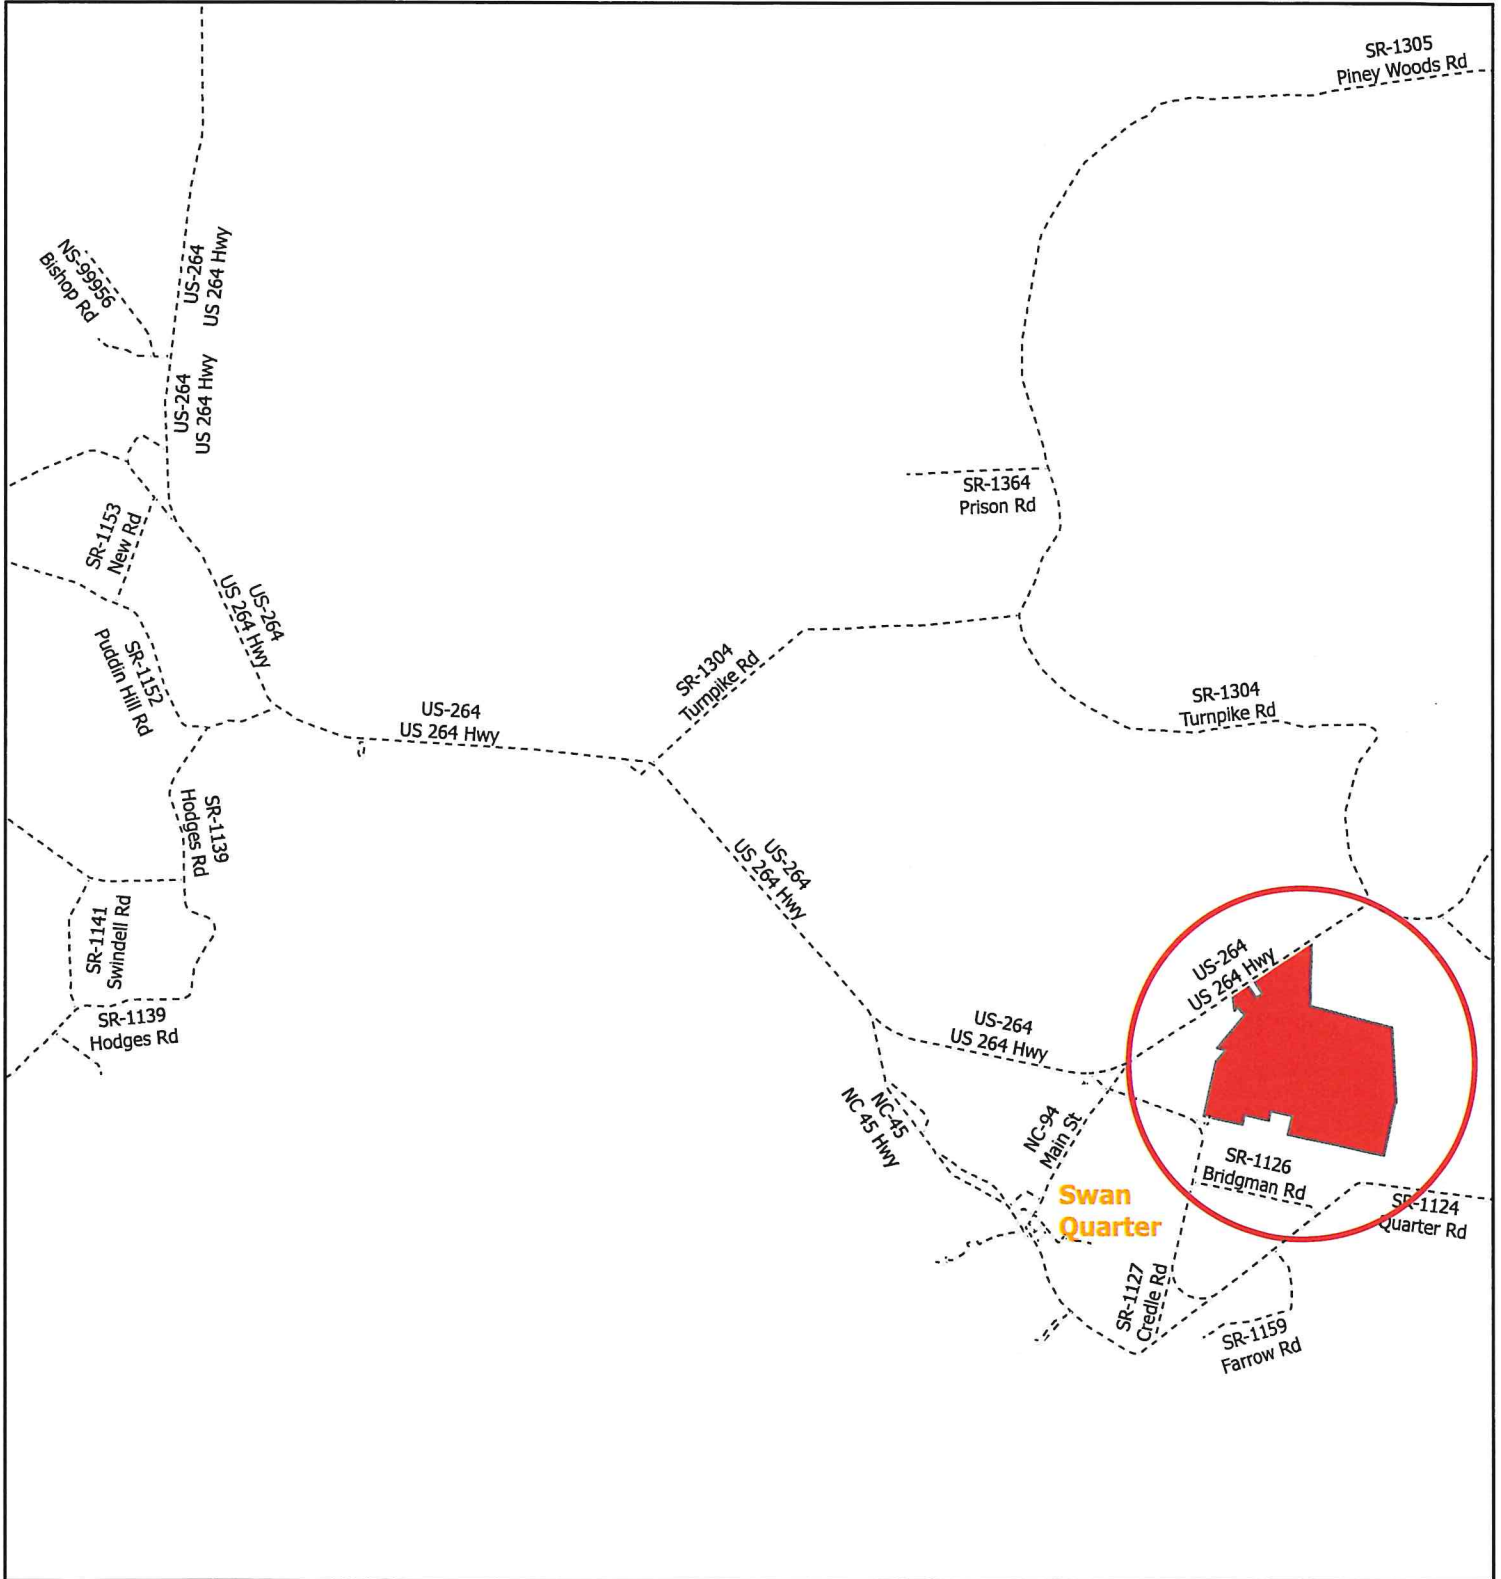 SR-1305
Piney Woods Rd
NS-99956
Bishop Rd
US-264
US 264 Hwy
US-264
US 264 Hwy
SR-1364
Prison Rd
SR-1153
New Rd
US-264
US 264 Hwy
SR-1152
Puddin Hill Rd
SR-1304
Turnpike Rd
SR-1304
Turnpike Rd
US-264
US 264 Hwy
SR-1139
Hodges Rd
US-264
US 264 Hwy
SR-1141
Swindell Rd
US-264
US 264 Hwy
SR-1139
Hodges Rd
US-264
US 264 Hwy
NC-45
NC 45 Hwy
NC-94
Main St
SR-1126
Bridgman Rd
Swan
Quarter
SR-1124
Quarter Rd
SR-1127
Credle Rd
SR-1159
Farrow Rd